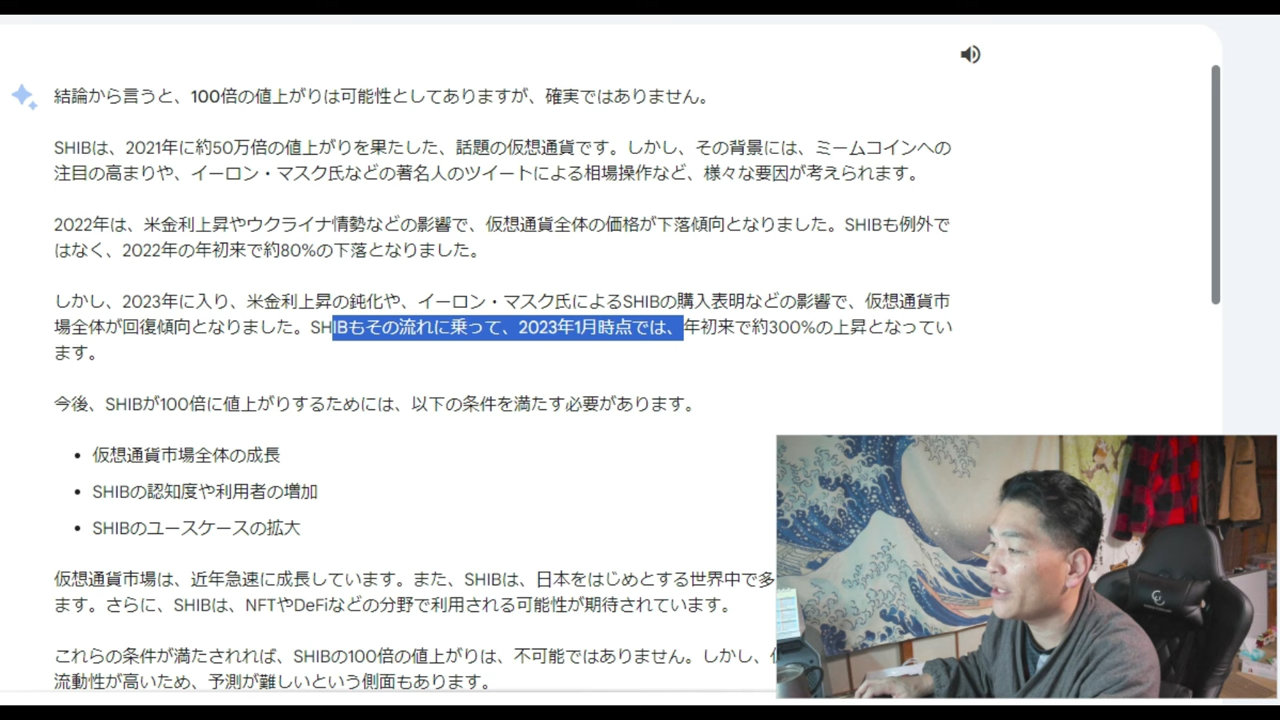 結論から言うと、100倍の値上がりは可能性としてありますが、確実ではありません。
SHIBは、2021年に約50万倍の値上がりを果たした、話題の仮想通貨です。しかし、その背景には、ミームコインへの
注目の高まりや、イーロン・マスク氏などの著名人のツイートによる相場操作など、様々な要因が考えられます。
2022年は、米金利上昇やウクライナ情勢などの影響で、仮想通貨全体の価格が下落傾向となりました。SHIBも例外で
はなく、2022年の年初来で約80%の下落となりました。
しかし、2023年に入り、米金利上昇の鈍化や、イーロン・マスク氏によるSHIBの購入表明などの影響で、仮想通貨市
場全体が回復傾向となりました。SHIBもその流れに乗って、2023年1月時点では、年初来で約300%の上昇となってい
ます。
今後、SHIBが100倍に値上がりするためには、以下の条件を満たす必要があります。
• 仮想通貨市場全体の成長
• SHIBの認知度や利用者の増加
• SHIBのユースケースの拡大
仮想通貨市場は、近年急速に成長しています。また、SHIBは、日本をはじめとする世界中で多
ます。さらに、SHIBは、NFTやDeFiなどの分野で利用される可能性が期待されています。
これらの条件が満たされれば、SHIBの100倍の値上がりは、不可能ではありません。しかし、
流動性が高いため、予測が難しいという側面もあります。